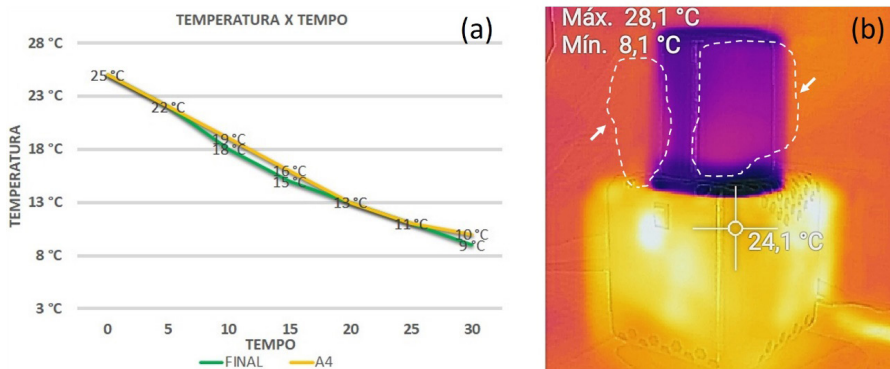 TEMPERATURA X TEMPO
(a)
28 °C
23 °C
18 °C
13 °C
8 °C
3 °C
TEMPERATURA
25 °C
22 °C
19 °C
18 °C
16 °C
15 °C
13 °C
11 °C
10 °C
9 °C
0 5 10 15 20 25 30
TEMPO
FINAL A4
Máx. 28,1 °C
(b)
Mín. 8,1 °C
24,1 °C